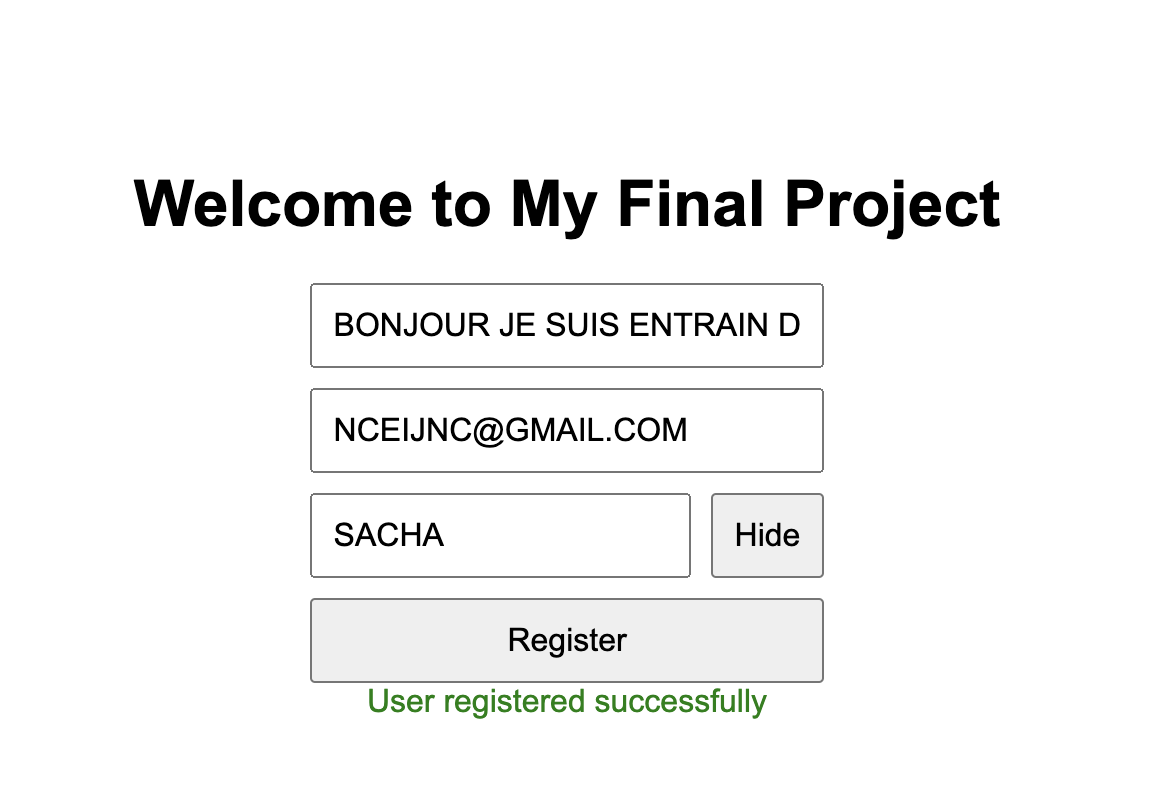 Welcome to My Final Project
BONJOUR JE SUIS ENTRAIN D
NCEIJNC@GMAIL.COM
SACHA
Hide
Register
User registered successfully